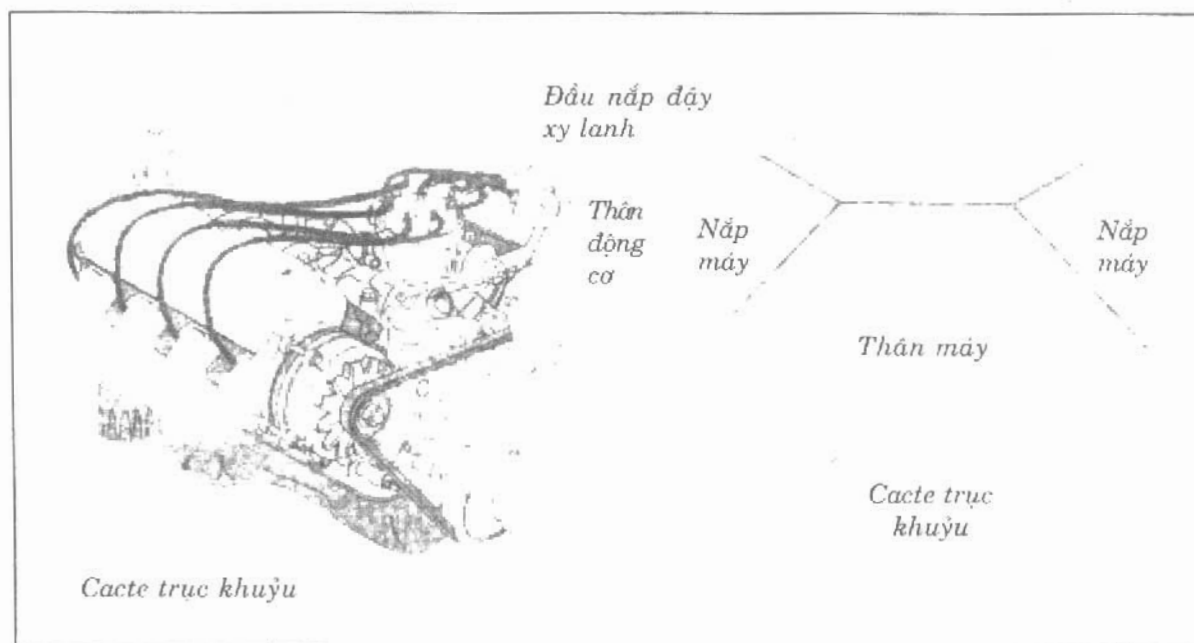 Đầu nắp đậy
xy lanh
Thân
động
cơ
Nắp
máy
Nắp
máy
Thân máy
Cacte trục
khuỷu
Cacte trục khuỷu